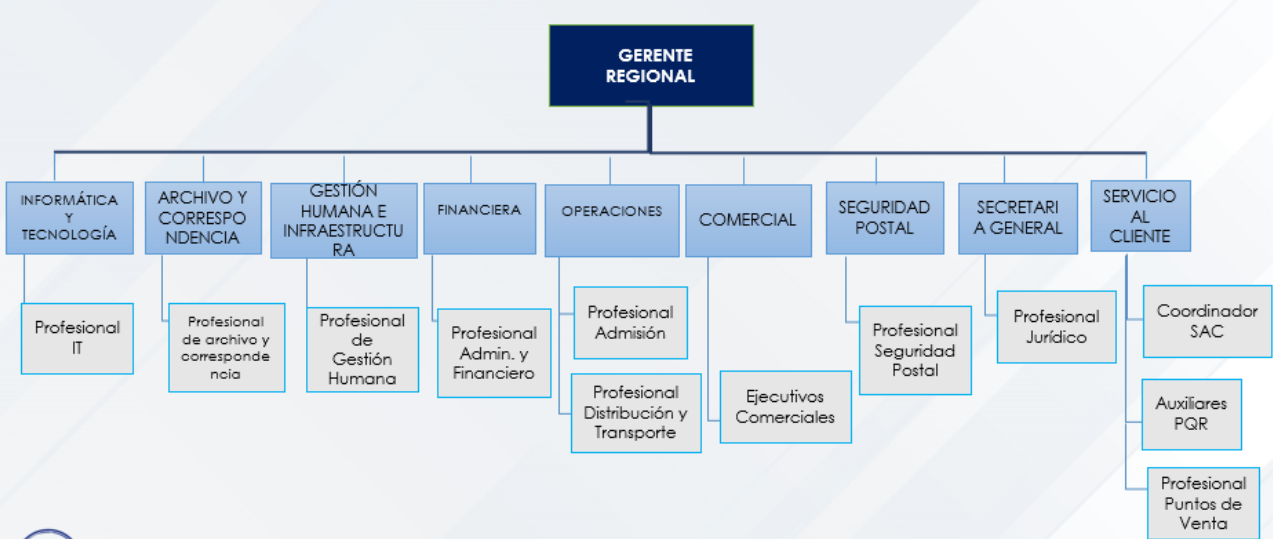 GERENTE
REGIONAL
INFORMÁTICA
Y
TECNOLOGÍA
ARCHIVO Y
CORRESPO
NDENCIA
GESTIÓN
HUMANA E
INFRAESTRUCTU
RA
FINANCIERA
OPERACIONES
COMERCIAL
SEGURIDAD
POSTAL
SECRETARI
A GENERAL
SERVICIO
AL
CLIENTE
Profesional
IT
Profesional
de archivo y
corresponde
ncia
Profesional
de
Gestión
Humana
Profesional
Admin. y
Financiero
Profesional
Admisión
Profesional
Distribución y
Transporte
Ejecutivos
Comerciales
Profesional
Seguridad
Postal
Profesional
Jurídico
Coordinador
SAC
Auxiliares
PQR
Profesional
Puntos de
Venta